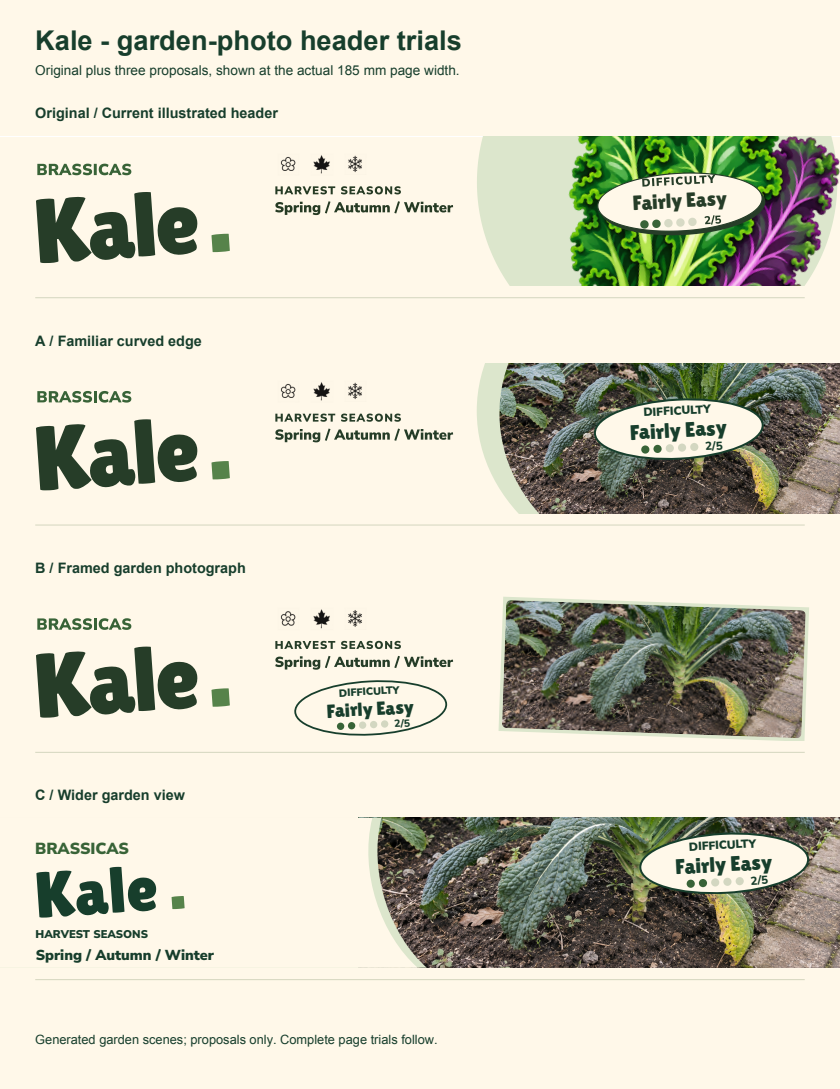 Kale - garden-photo header trials
Original plus three proposals, shown at the actual 185 mm page width.
Original / Current illustrated header
BRASSICAS
Kale.
HARVEST SEASONS
Spring / Autumn / Winter
DIFFICULTY
Fairly Easy
2/5
A / Familiar curved edge
BRASSICAS
Kale.
HARVEST SEASONS
Spring / Autumn / Winter
DIFFICULTY
Fairly Easy
2/5
B / Framed garden photograph
BRASSICAS
Kale.
HARVEST SEASONS
Spring / Autumn / Winter
DIFFICULTY
Fairly Easy
2/5
C / Wider garden view
BRASSICAS
Kale.
HARVEST SEASONS
Spring / Autumn / Winter
DIFFICULTY
Fairly Easy
2/5
Generated garden scenes; proposals only. Complete page trials follow.